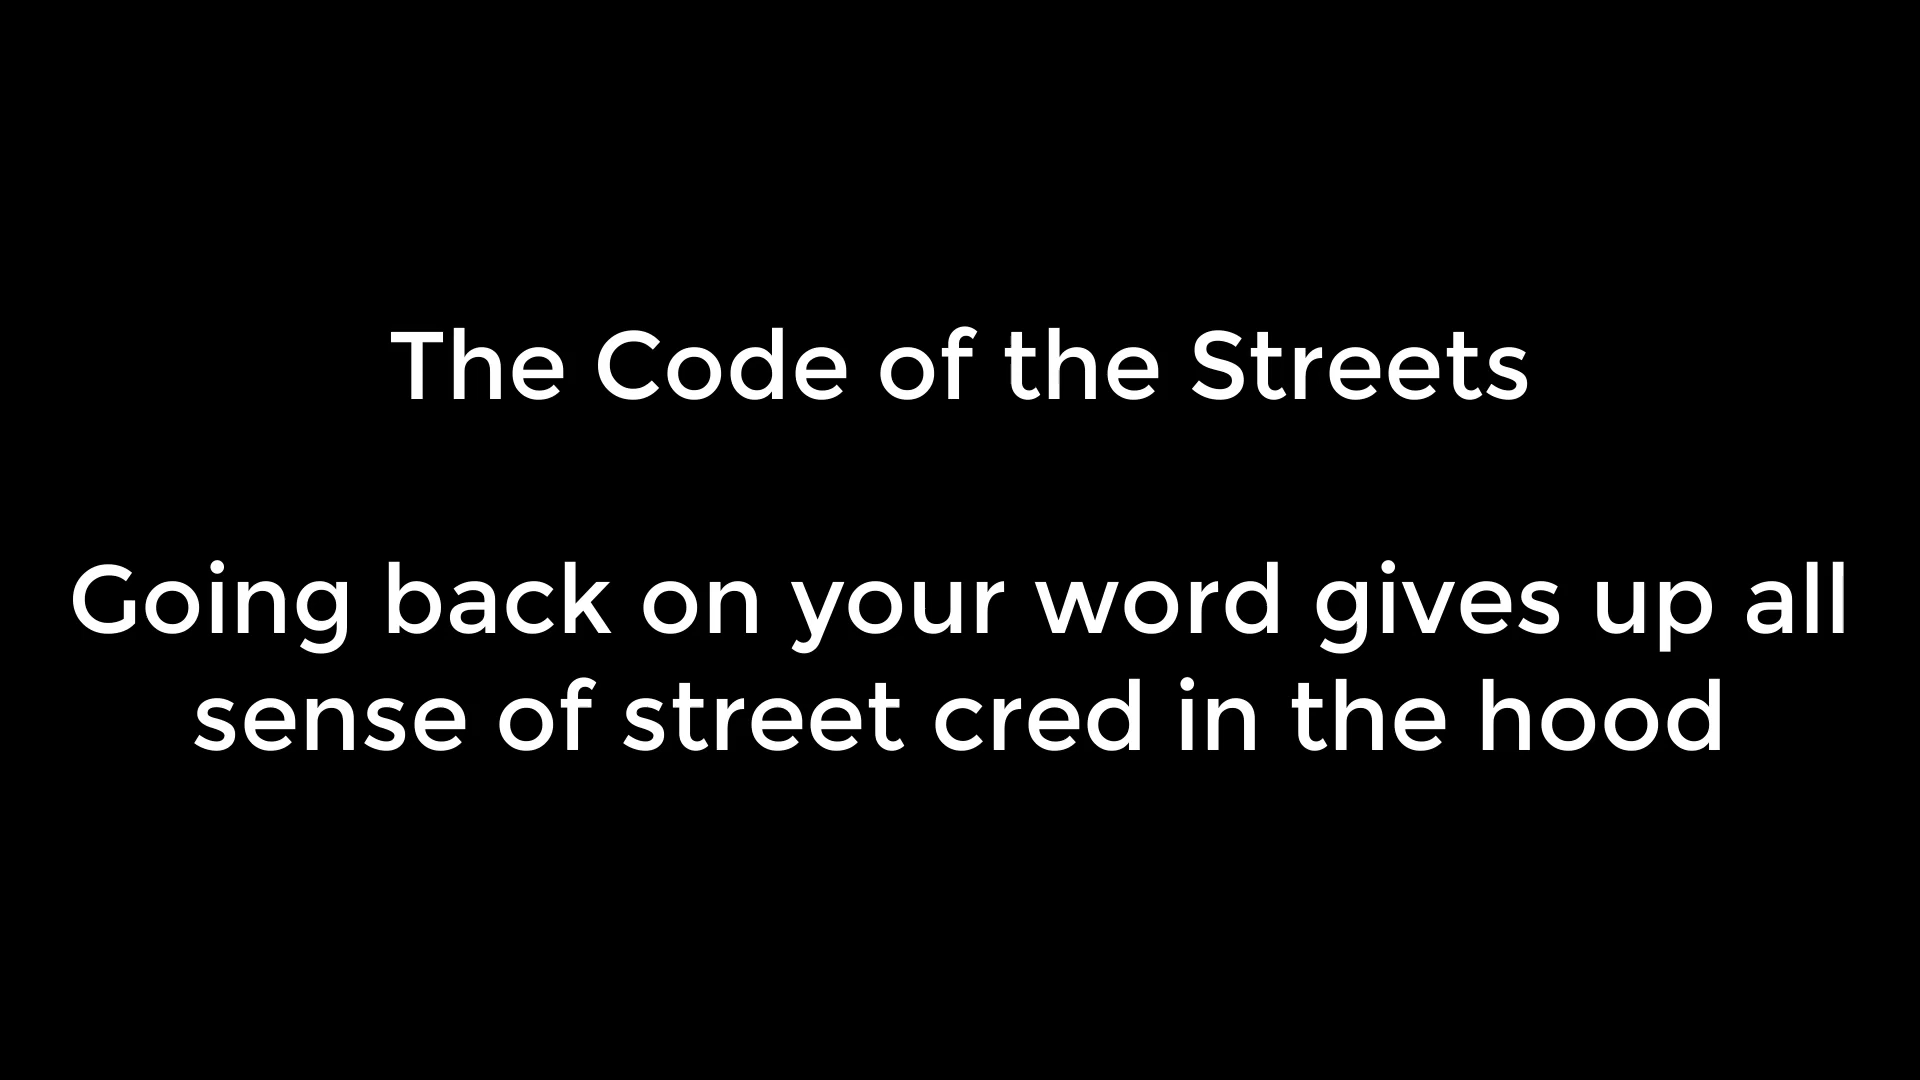 The Code of the Streets
Going back on your word gives up all
sense of street cred in the hood